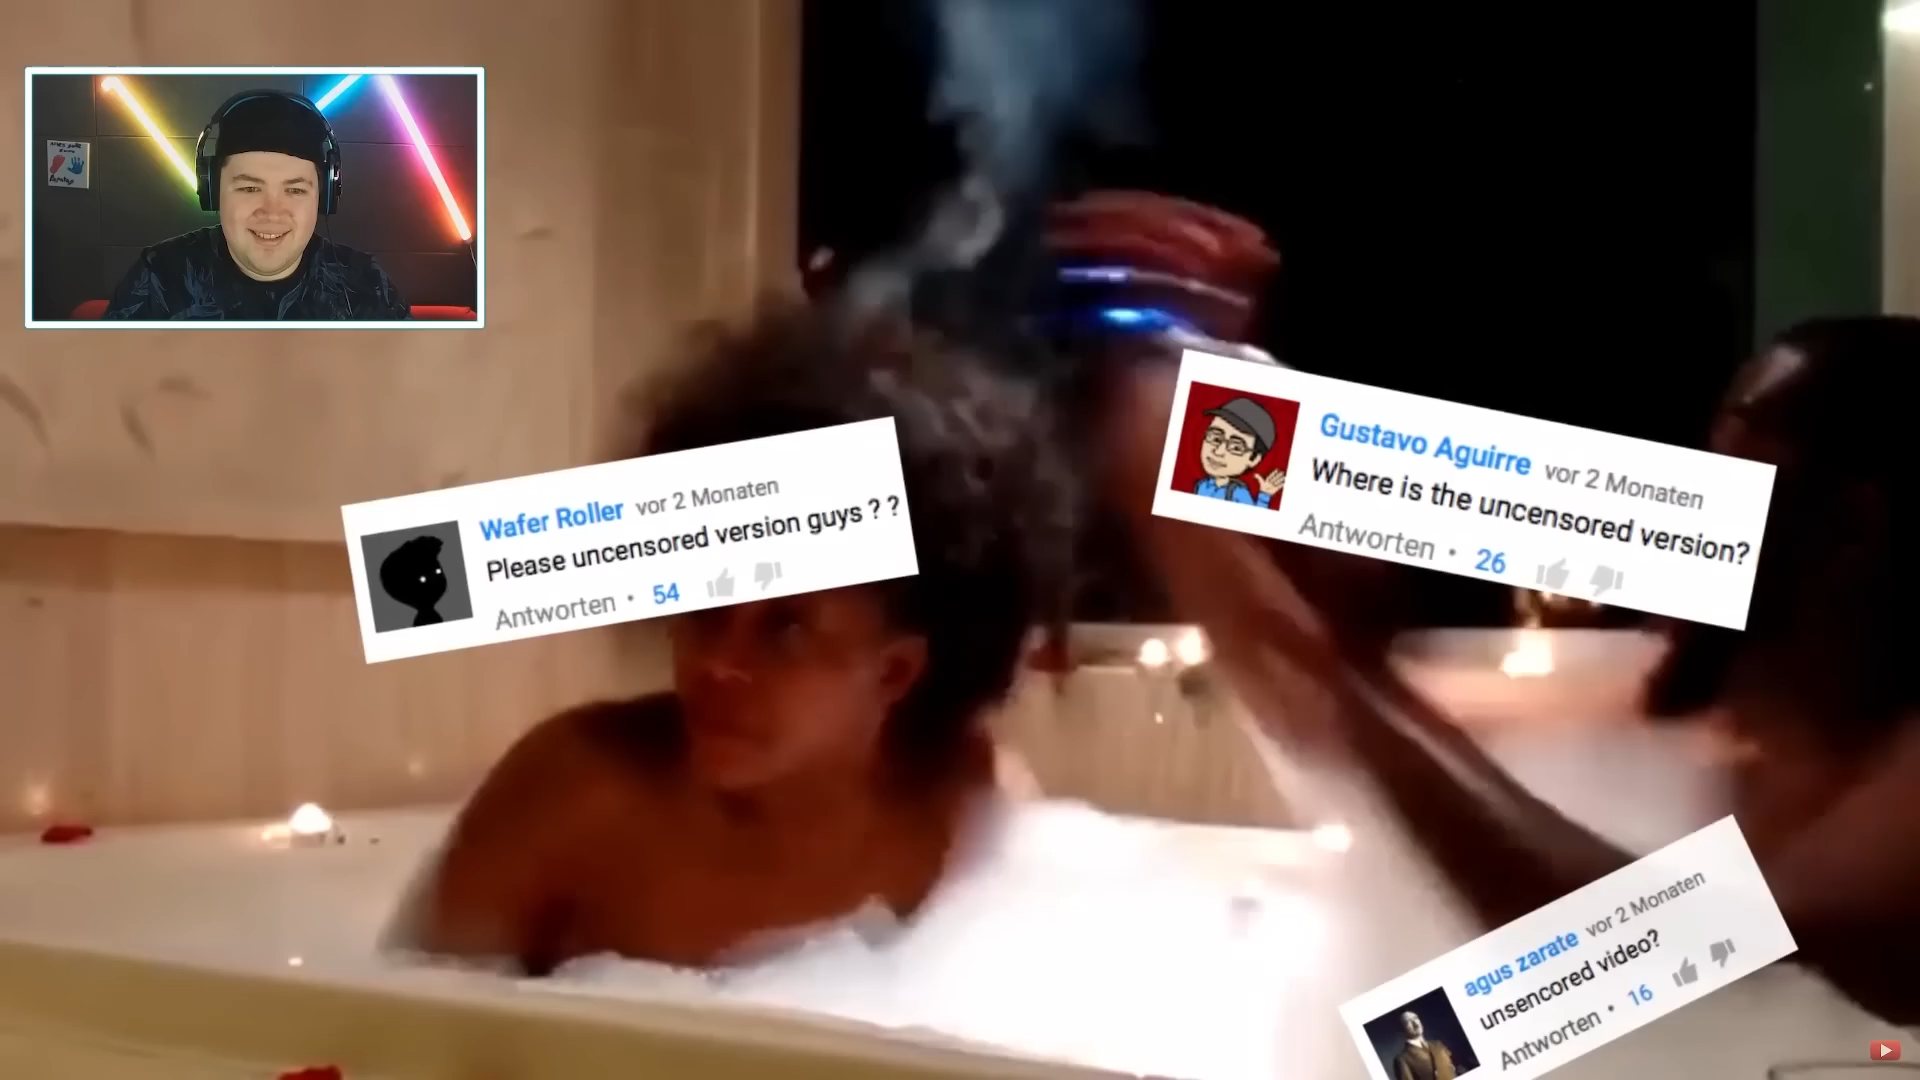 Wafer Roller vor 2 Monaten
Please uncensored version guys ? ?
Antworten • 54
Gustavo Aguirre vor 2 Monaten
Where is the uncensored version?
Antworten • 26
agus zarate vor 2 Monaten
unsencored video?
Antworten • 16